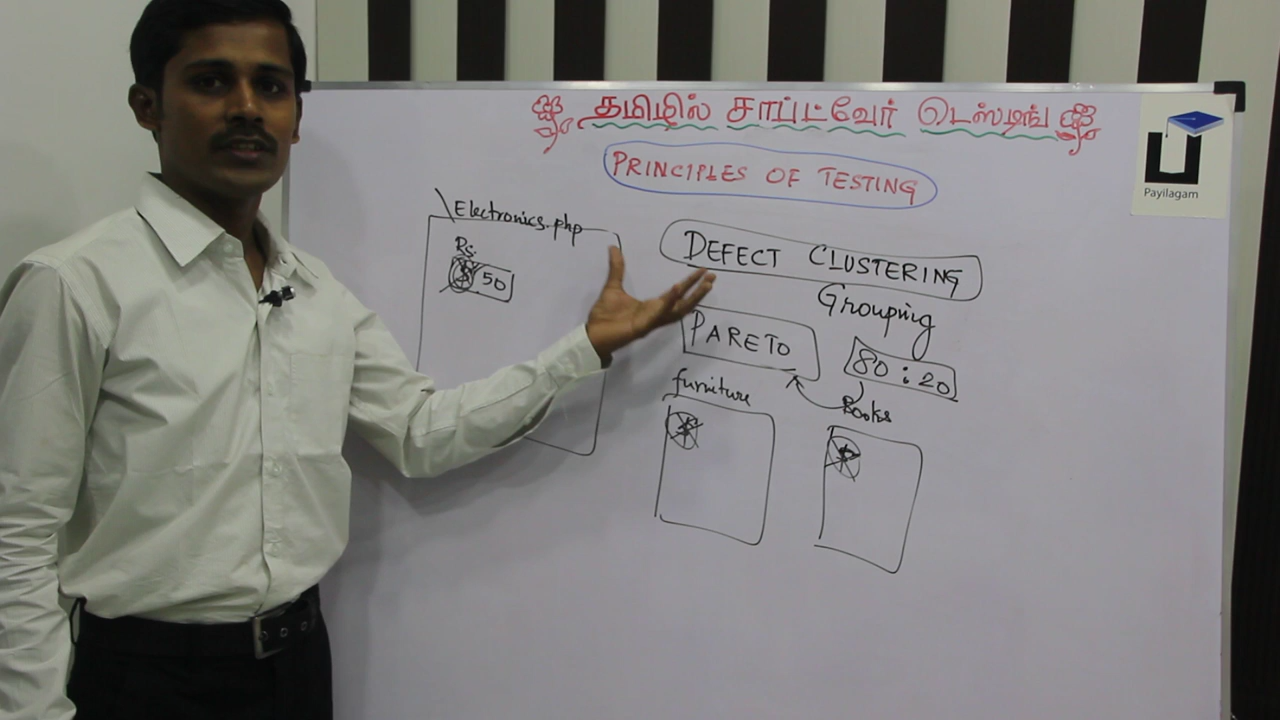 தமிழில் சாப்ட்வேர் டெஸ்டிங்
Payilagam
PRINCIPLES OF TESTING
Electronics.php
Rs.
$ 50
DEFECT CLUSTERING
Grouping
PARETO
80 : 20
furniture
Books
$
$